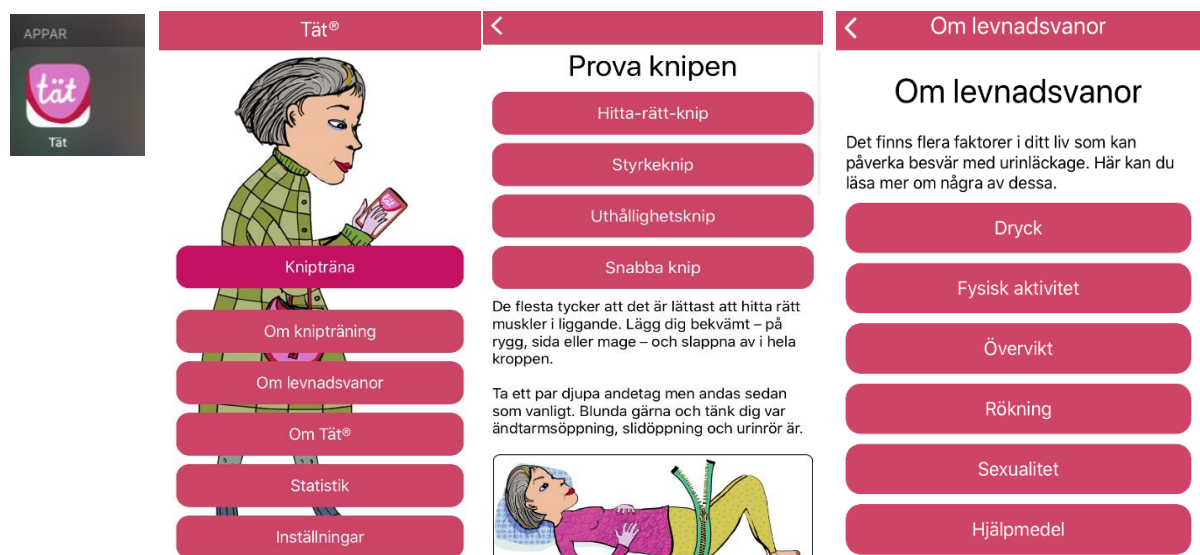 APPAR
tät
Tät
Tät®
tät
Knipträna
Om knipträning
Om levnadsvanor
Om Tät®
Statistik
Inställningar
Prova knipen
Hitta-rätt-knip
Styrkeknip
Uthållighetsknip
Snabba knip
De flesta tycker att det är lättast att hitta rätt
muskler i liggande. Lägg dig bekvämt – på
rygg, sida eller mage – och slappna av i hela
kroppen.
Ta ett par djupa andetag men andas sedan
som vanligt. Blunda gärna och tänk dig var
ändtarmsöppning, slidöppning och urinrör är.
Om levnadsvanor
Om levnadsvanor
Det finns flera faktorer i ditt liv som kan
påverka besvär med urinläckage. Här kan du
läsa mer om några av dessa.
Dryck
Fysisk aktivitet
Övervikt
Rökning
Sexualitet
Hjälpmedel